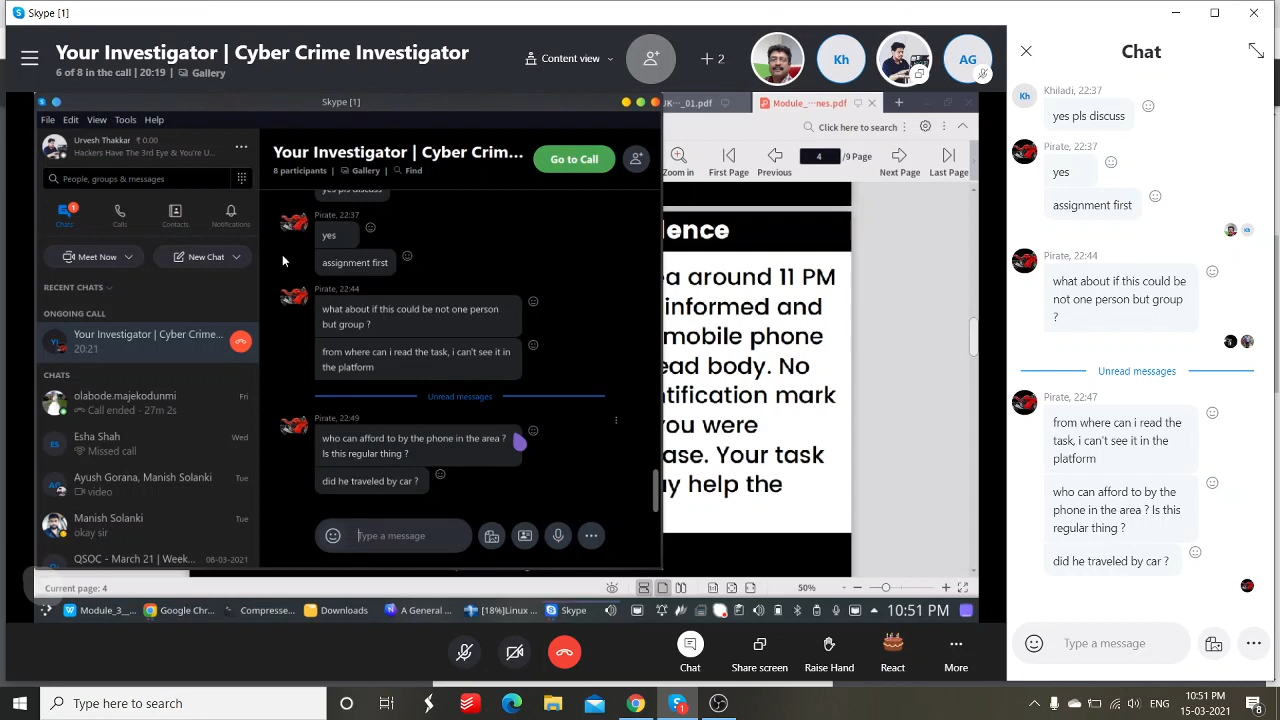 Skype [1]
Your Investigator | Cyber Crime Investigator
6 of 8 in the call | 20:19 | Gallery
Content view
+ 2
Kh
AG
Skype [1]
File Edit View Tools Help
Urvesh Thakkar ₹ 0.00
Hackers Have The 3rd Eye & You're U...
People, groups & messages
Chats
1
Calls
Contacts
Notifications
Meet Now
New Chat
RECENT CHATS
ONGOING CALL
Your Investigator | Cyber Crime...
20:21
CHATS
olabode.majekodunmi Fri
Call ended - 27m 2s
ES
Esha Shah Wed
Missed call
Ayush Gorana, Manish Solanki Tue
video
Manish Solanki Tue
okay sir
QSOC - March 21 | Week... 08-03-2021
Your Investigator | Cyber Crim...
8 participants | Gallery | Find
Go to Call
yes pls discuss
Pirate, 22:37
yes
assignment first
Pirate, 22:44
what about if this could be not one person
but group ?
from where can i read the task, i can't see it in
the platform
Unread messages
Pirate, 22:49
who can afford to by the phone in the area ?
Is this regular thing ?
did he traveled by car ?
Type a message
_01.pdf
Module_...nes.pdf
Click here to search
Zoom in
First Page
Previous
4 /9 Page
Next Page
Last Page
ence
a around 11 PM
informed and
mobile phone
ead body. No
tification mark
ou were
ase. Your task
y help the
Current page: 4
50%
Module_3_...
Google Chr...
Compresse...
Downloads
A General ...
[18%]Linux ...
Skype
10:51 PM
Chat
Share screen
Raise Hand
React
More
Chat
Kh
Khiladi, 22:37
yes pls discuss
Pirate, 22:37
yes
assignment first
Kh
Pirate, 22:44
what about if this could be
not one person but group
?
Unread messages
Pirate, 22:47
from where can i read the
task, i can't see it in the
platform
who can afford to by the
phone in the area ? Is this
regular thing ?
did he traveled by car ?
Type a message
Type here to search
ENG
10:51 PM
15-03-2021